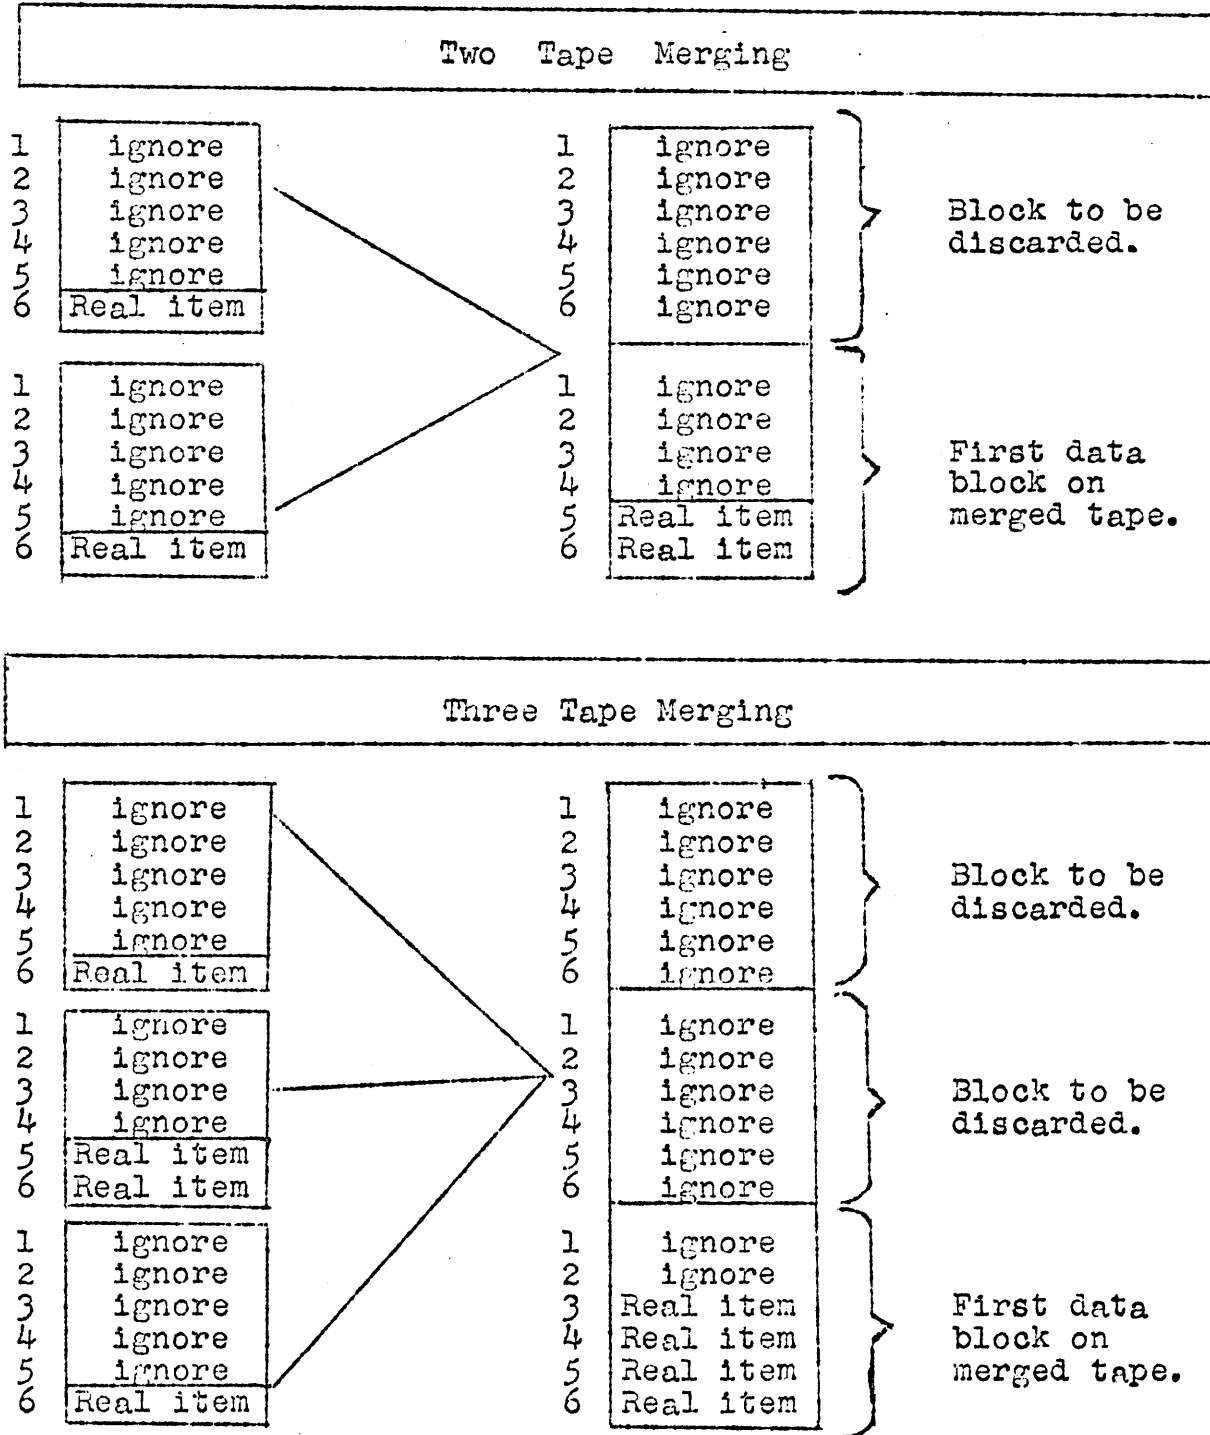 Two Tape Merging
1 ignore
2 ignore
3 ignore
4 ignore
5 ignore
6 Real item
1 ignore
2 ignore
3 ignore
4 ignore
5 ignore
6 Real item
1 ignore
2 ignore
3 ignore
4 ignore
5 ignore
6 ignore
Block to be
discarded.
1 ignore
2 ignore
3 ignore
4 ignore
5 Real item
6 Real item
First data
block on
merged tape.
Three Tape Merging
1 ignore
2 ignore
3 ignore
4 ignore
5 ignore
6 Real item
1 ignore
2 ignore
3 ignore
4 ignore
5 Real item
6 Real item
1 ignore
2 ignore
3 ignore
4 ignore
5 ignore
6 Real item
1 ignore
2 ignore
3 ignore
4 ignore
5 ignore
6 ignore
Block to be
discarded.
1 ignore
2 ignore
3 ignore
4 ignore
5 ignore
6 ignore
Block to be
discarded.
1 ignore
2 ignore
3 Real item
4 Real item
5 Real item
6 Real item
First data
block on
merged tape.